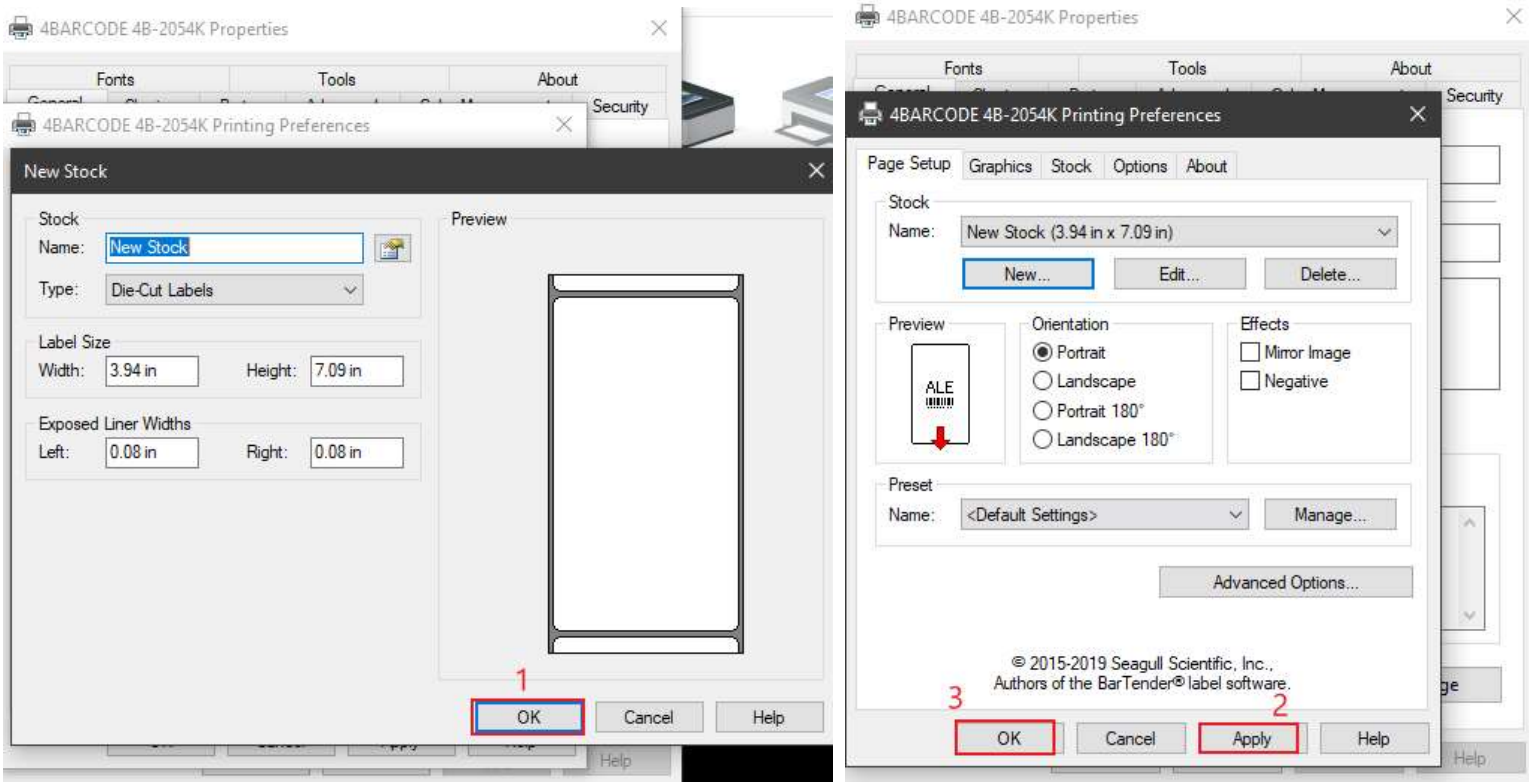 4BARCODE 4B-2054K Properties
Fonts Tools About
Security
4BARCODE 4B-2054K Printing Preferences
New Stock
Stock
Name: New Stock
Type: Die-Cut Labels
Label Size
Width: 3.94 in Height: 7.09 in
Exposed Liner Widths
Left: 0.08 in Right: 0.08 in
Preview
1
OK Cancel Help
Help
4BARCODE 4B-2054K Properties
Fonts Tools About
Security
4BARCODE 4B-2054K Printing Preferences
Page Setup Graphics Stock Options About
Stock
Name: New Stock (3.94 in x 7.09 in)
New... Edit... Delete...
Preview
ALE
Orientation
Portrait
Landscape
Portrait 180°
Landscape 180°
Effects
Mirror Image
Negative
Preset
Name: <Default Settings> Manage...
Advanced Options...
© 2015-2019 Seagull Scientific, Inc.,
Authors of the BarTender® label software.
3 2
OK Cancel Apply Help
ge
Help